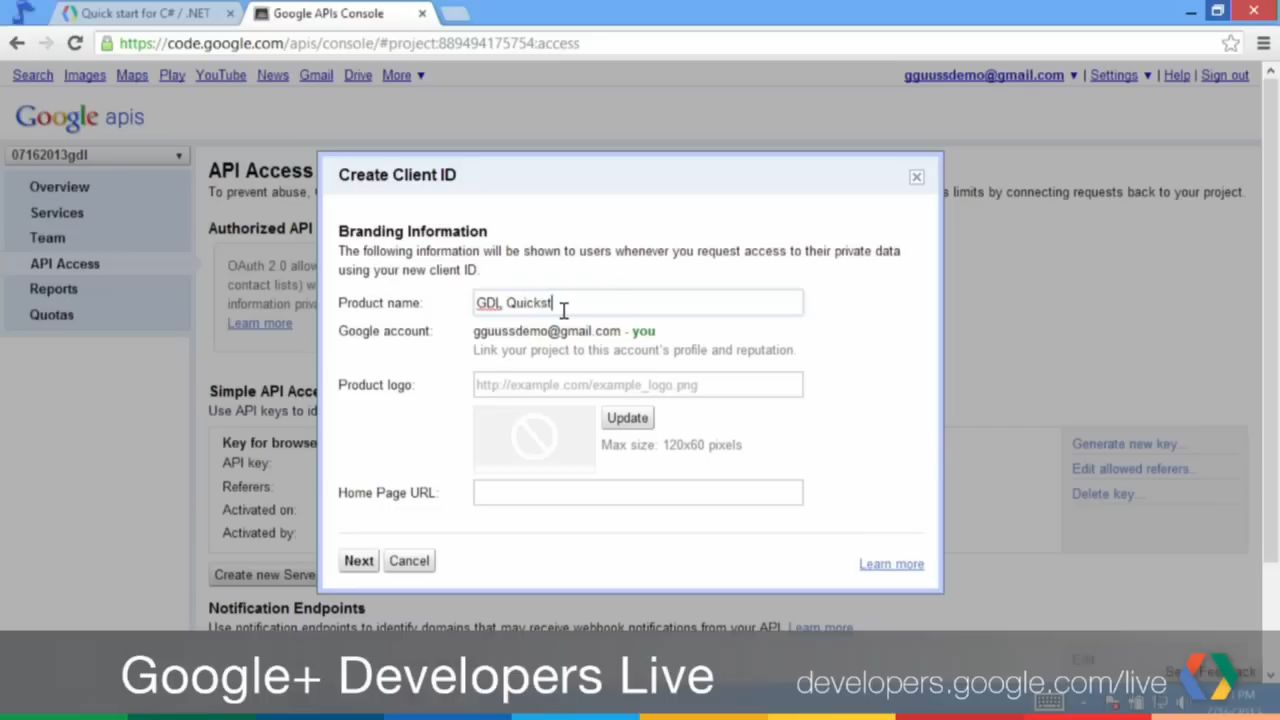 Quick start for C# / .NET
Google APIs Console
https://code.google.com/apis/console/#project:889494175754:access
Search Images Maps Play YouTube News Gmail Drive More
gguussdemo@gmail.com | Settings | Help | Sign out
Google apis
07162013gdl
Overview
Services
Team
API Access
Reports
Quotas
API Access
To prevent abuse,
limits by connecting requests back to your project.
Authorized API
OAuth 2.0 allow
contact lists) w
information priva
Learn more
Simple API Acce
Use API keys to id
Key for browse
API key:
Referers:
Activated on:
Activated by:
Generate new key...
Edit allowed referers...
Delete key...
Create new Serve
Notification Endpoints
Use notification endpoints to identify domains that may receive webhook notifications from your API. Learn more
Edit
Create Client ID
Branding Information
The following information will be shown to users whenever you request access to their private data
using your new client ID.
Product name: GDL Quickst
Google account: gguussdemo@gmail.com - you
Link your project to this account's profile and reputation.
Product logo: http://example.com/example_logo.png
Update
Max size: 120x60 pixels
Home Page URL:
Next Cancel
Learn more
Google+ Developers Live
developers.google.com/live